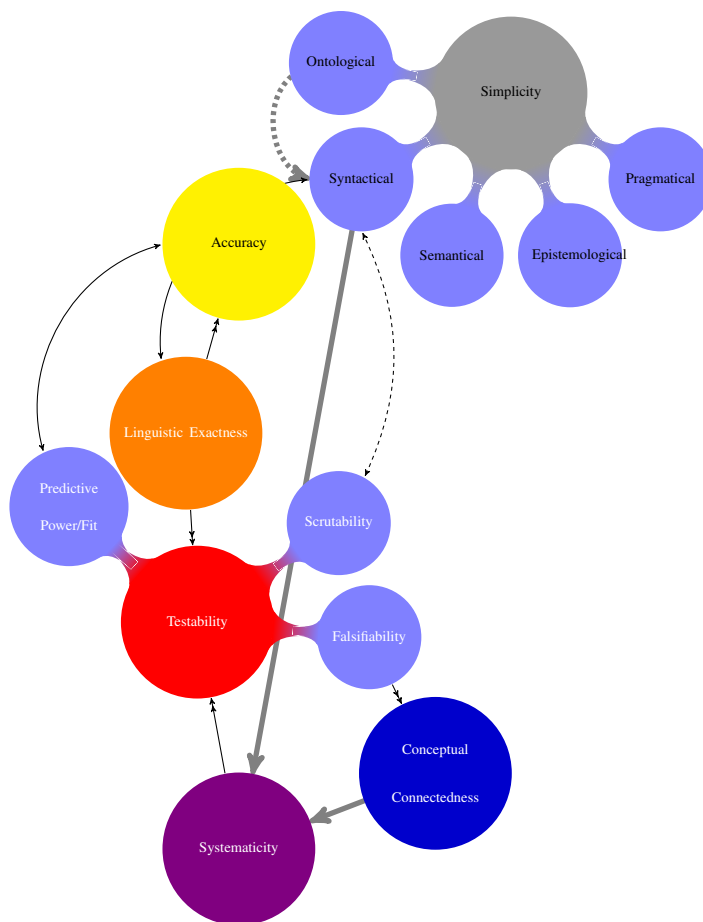 Ontological
Simplicity
Syntactical
Pragmatical
Accuracy
Semantical
Epistemological
Linguistic Exactness
Predictive
Power/Fit
Scrutability
Testability
Falsifiability
Conceptual
Connectedness
Systematicity